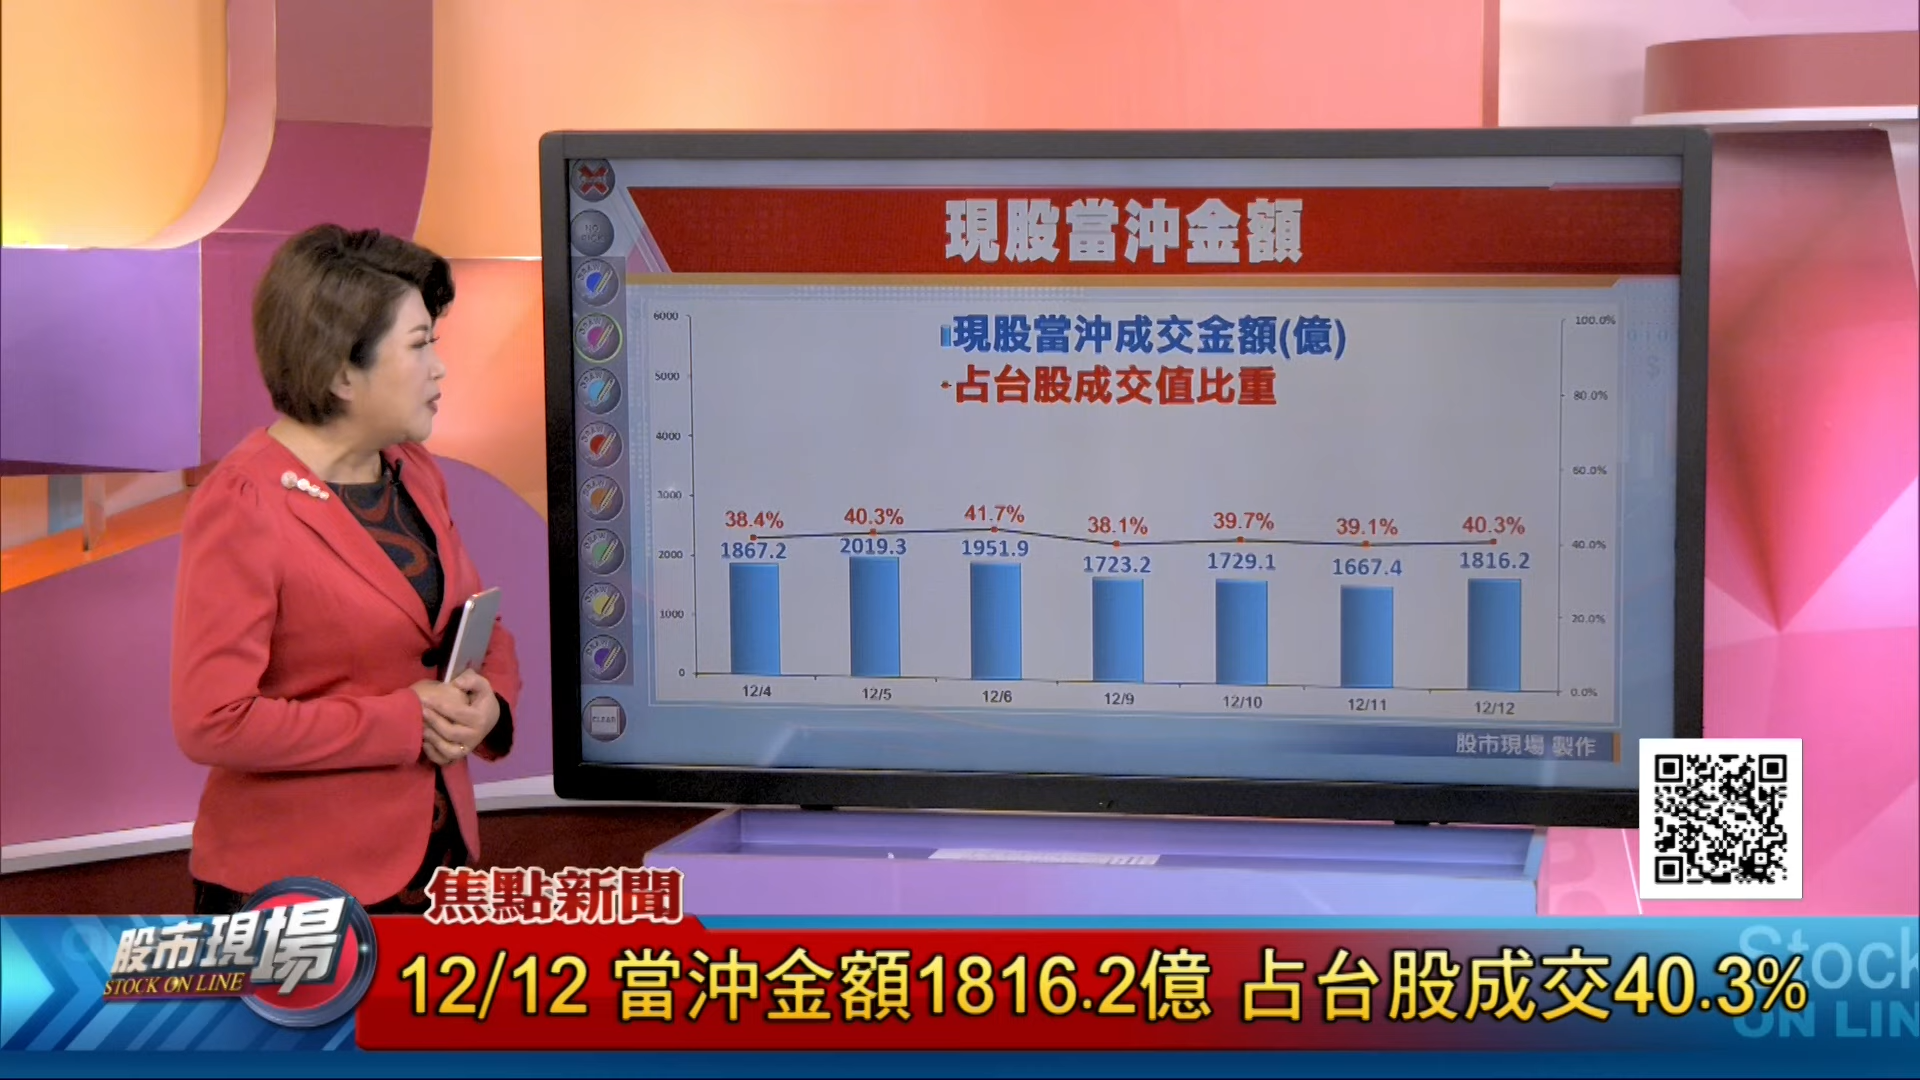 現股當沖金額
現股當沖成交金額(億)
占台股成交值比重
6000
5000
4000
3000
2000
1000
0
100.0%
80.0%
60.0%
40.0%
20.0%
0.0%
38.4% 40.3% 41.7% 38.1% 39.7% 39.1% 40.3%
1867.2 2019.3 1951.9 1723.2 1729.1 1667.4 1816.2
12/4 12/5 12/6 12/9 12/10 12/11 12/12
CLEAR
股市現場 製作
焦點新聞
股市現場
STOCK ON LINE
12/12 當沖金額1816.2億 占台股成交40.3%
Stock
ON LIN